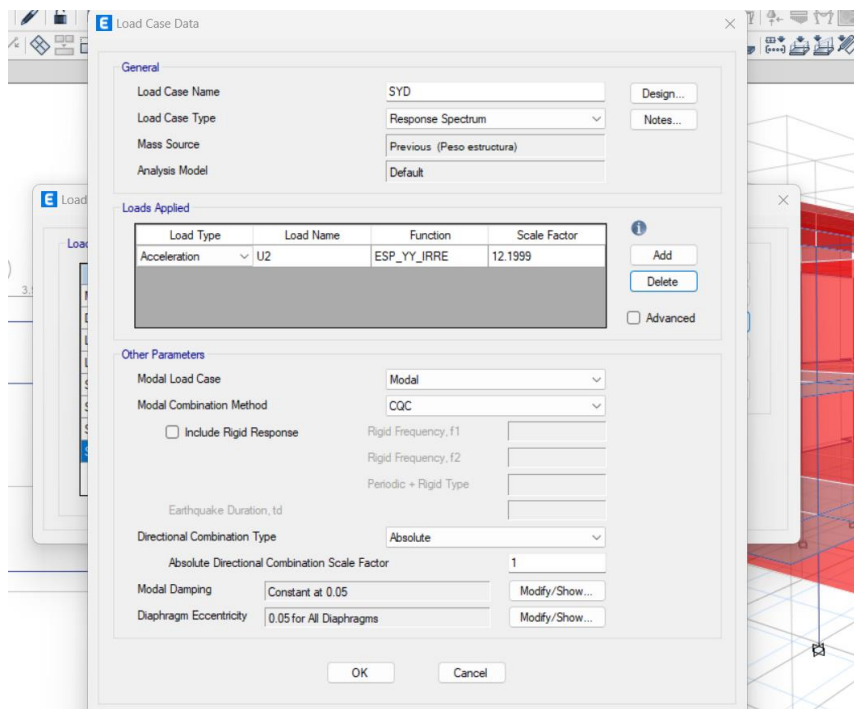 E Load Case Data
General
Load Case Name SYD Design...
Load Case Type Response Spectrum Notes...
Mass Source Previous (Peso estructura)
Analysis Model Default
E Load
Loads Applied
Load Type Load Name Function Scale Factor
Acceleration U2 ESP_YY_IRRE 12.1999 Add
Delete
Advanced
Other Parameters
Modal Load Case Modal
Modal Combination Method CQC
Include Rigid Response Rigid Frequency, f1
Rigid Frequency, f2
Periodic + Rigid Type
Earthquake Duration, td
Directional Combination Type Absolute
Absolute Directional Combination Scale Factor 1
Modal Damping Constant at 0.05 Modify/Show...
Diaphragm Eccentricity 0.05 for All Diaphragms Modify/Show...
OK Cancel